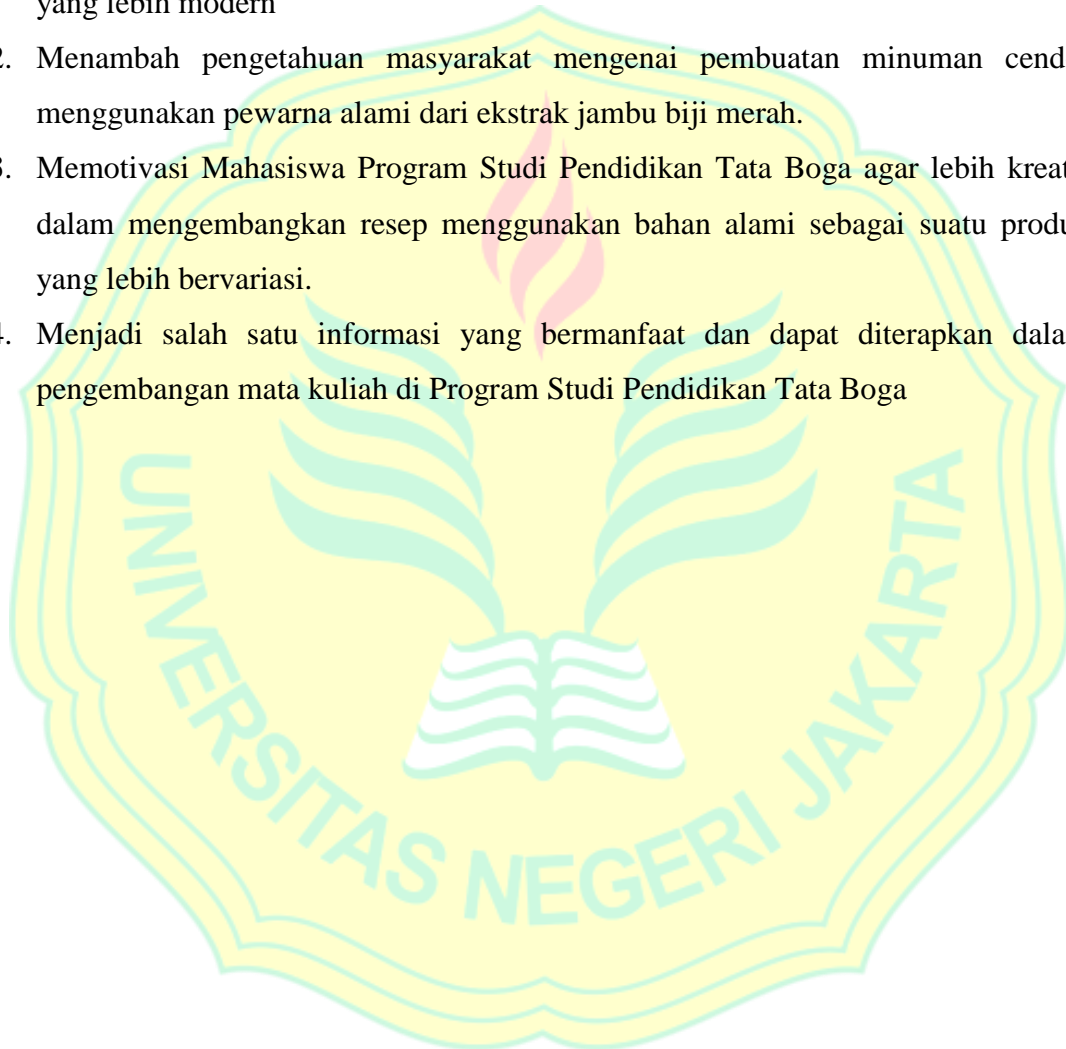 yang lebih modern
2. Menambah pengetahuan masyarakat mengenai pembuatan minuman cend
menggunakan pewarna alami dari ekstrak jambu biji merah.
3. Memotivasi Mahasiswa Program Studi Pendidikan Tata Boga agar lebih kreat
dalam mengembangkan resep menggunakan bahan alami sebagai suatu produ
yang lebih bervariasi.
4. Menjadi salah satu informasi yang bermanfaat dan dapat diterapkan dala
pengembangan mata kuliah di Program Studi Pendidikan Tata Boga
UNIVERSITAS NEGERI JAKARTA